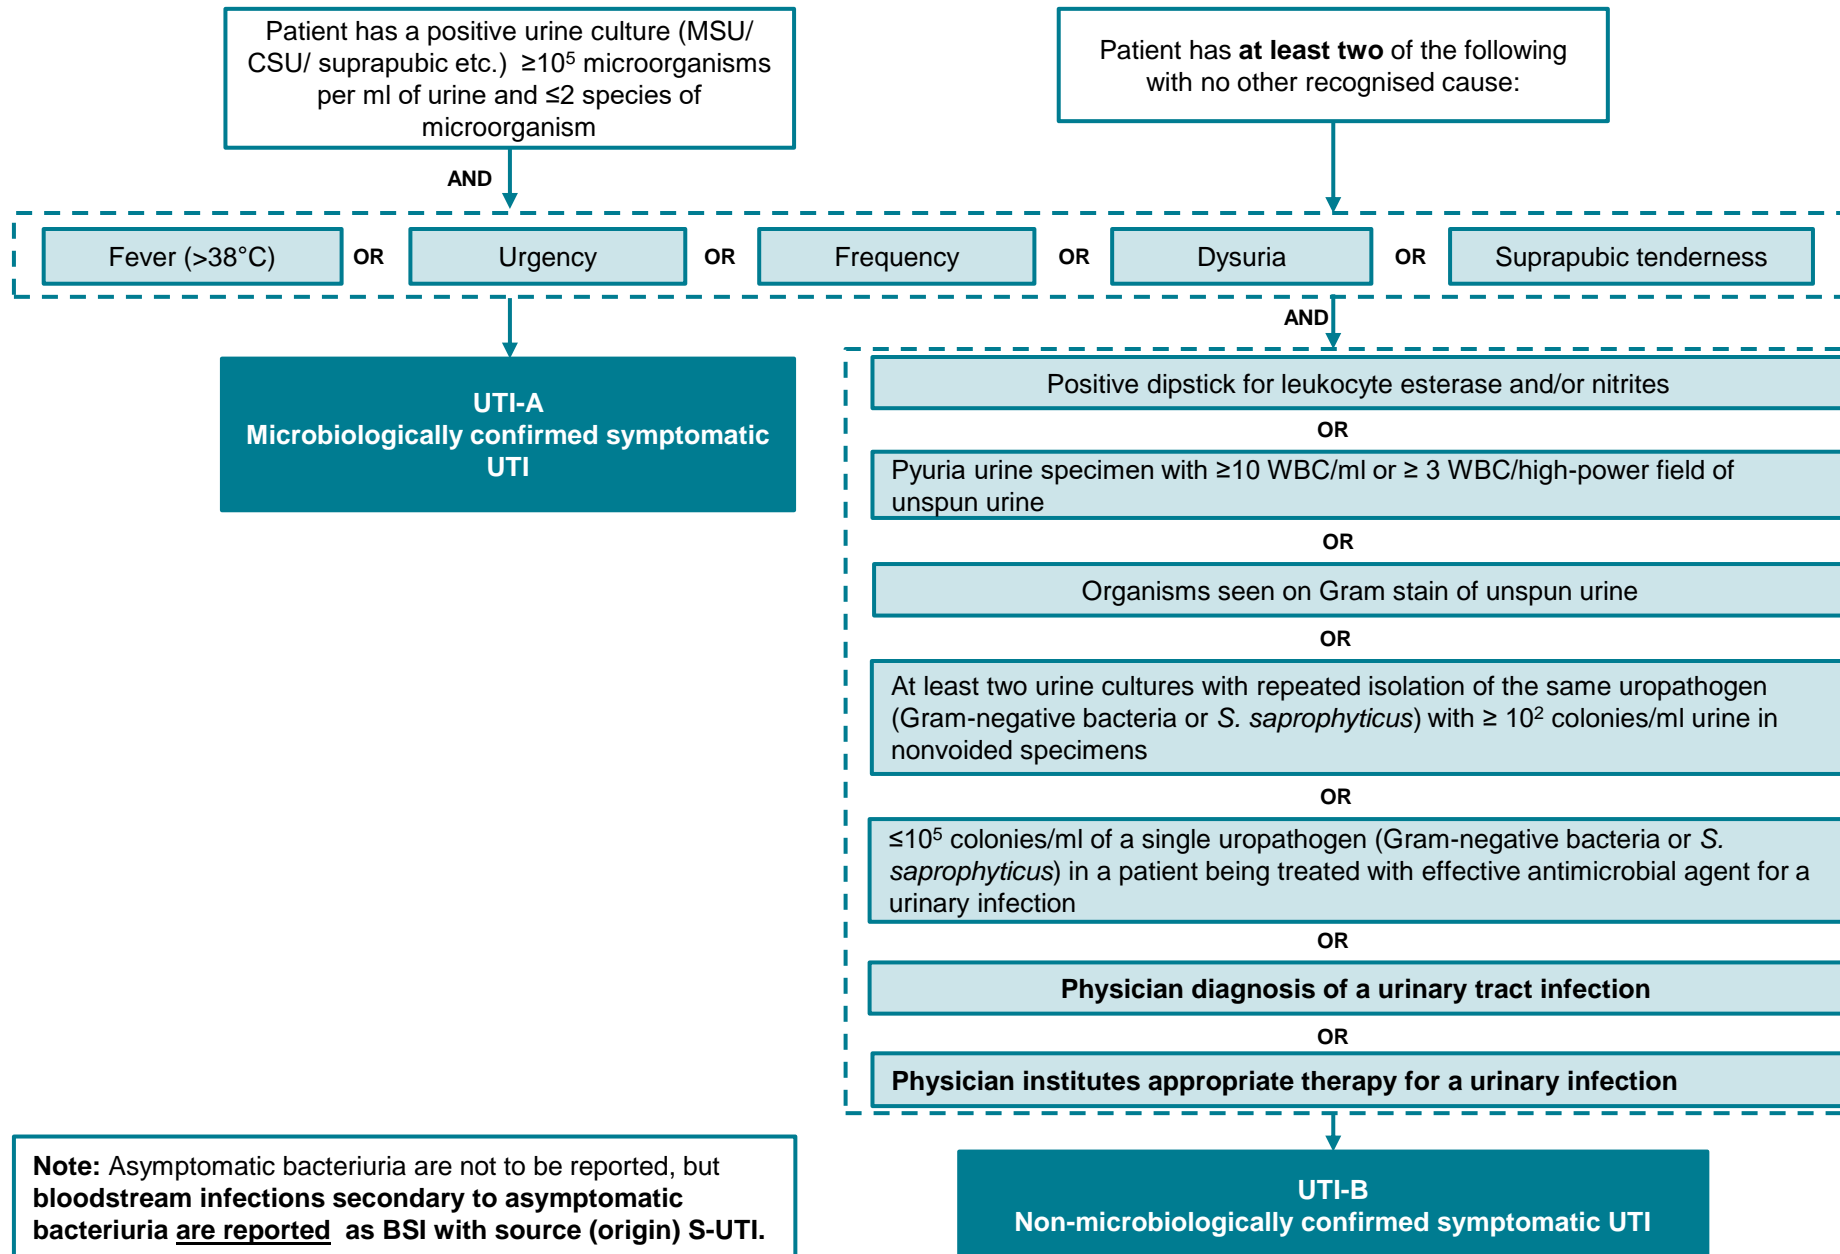 Patient has a positive urine culture (MSU/
CSU/ suprapubic etc.) ≥10⁵ microorganisms
per ml of urine and ≤2 species of
microorganism
Patient has at least two of the following
with no other recognised cause:
AND
Fever (>38°C)
OR
Urgency
OR
Frequency
OR
Dysuria
OR
Suprapubic tenderness
UTI-A
Microbiologically confirmed symptomatic
UTI
AND
Positive dipstick for leukocyte esterase and/or nitrites
OR
Pyuria urine specimen with ≥10 WBC/ml or ≥ 3 WBC/high-power field of
unspun urine
OR
Organisms seen on Gram stain of unspun urine
OR
At least two urine cultures with repeated isolation of the same uropathogen
(Gram-negative bacteria or S. saprophyticus) with ≥ 10² colonies/ml urine in
nonvoided specimens
OR
≤10⁵ colonies/ml of a single uropathogen (Gram-negative bacteria or S.
saprophyticus) in a patient being treated with effective antimicrobial agent for a
urinary infection
OR
Physician diagnosis of a urinary tract infection
OR
Physician institutes appropriate therapy for a urinary infection
UTI-B
Non-microbiologically confirmed symptomatic UTI
Note: Asymptomatic bacteriuria are not to be reported, but
bloodstream infections secondary to asymptomatic
bacteriuria are reported as BSI with source (origin) S-UTI.